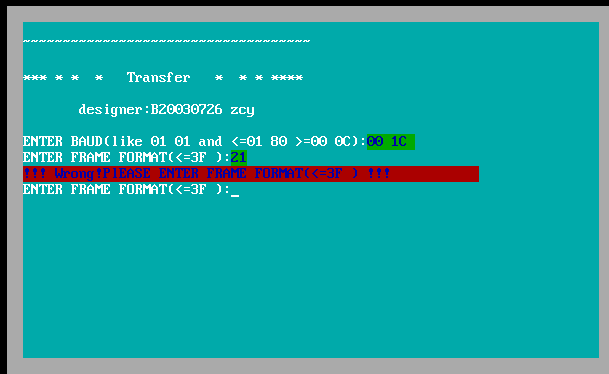 ~~~~~~~~~~~~~~~~~~~~~~~~~~~~~~~~~~~~
*** * *  *   Transfer   *  * * ****
designer:B20030726 zcy
ENTER BAUD(like 01 01 and <=01 80 >=00 0C):00 1C
ENTER FRAME FORMAT(<=3F ):21
!!! Wrong!PlEASE ENTER FRAME FORMAT(<=3F ) !!!
ENTER FRAME FORMAT(<=3F ):_